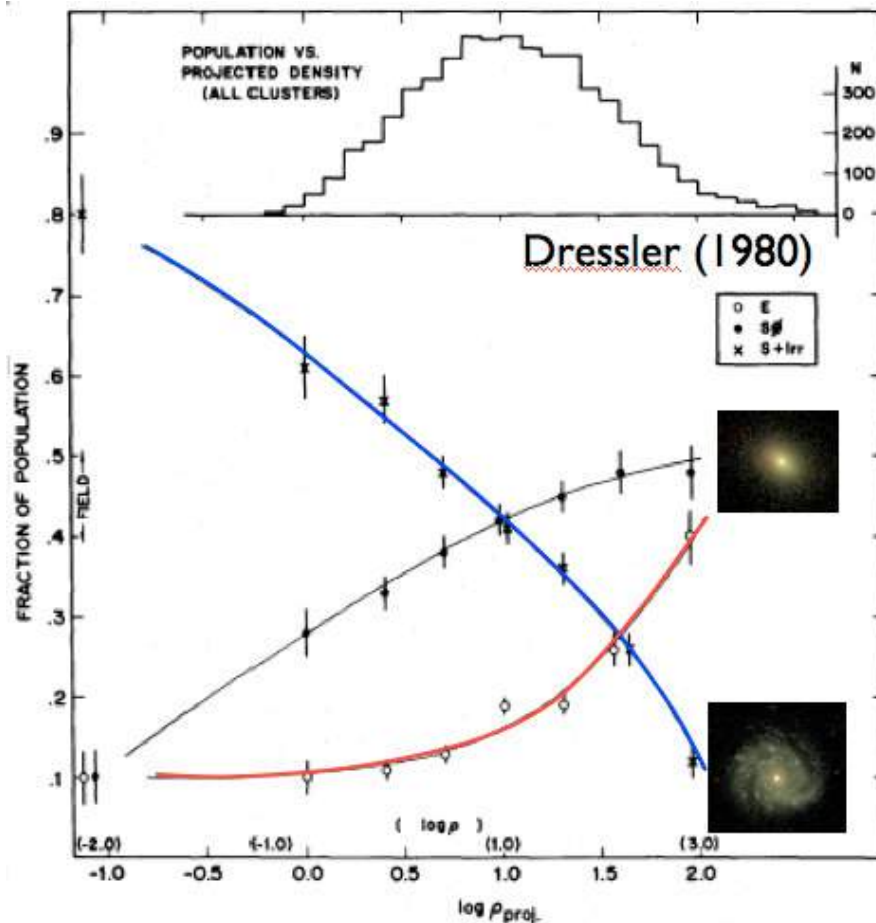 POPULATION VS.
PROJECTED DENSITY
(ALL CLUSTERS)
N
300
200
100
0
Dressler (1980)
E
SØ
S+Irr
FRACTION OF POPULATION
←FIELD→
.9
.8
.7
.6
.5
.4
.3
.2
.1
( log ρ )
(-2.0) (-1.0) (1.0) (3.0)
-1.0 -0.5 0.0 0.5 1.0 1.5 2.0
log ρproj.